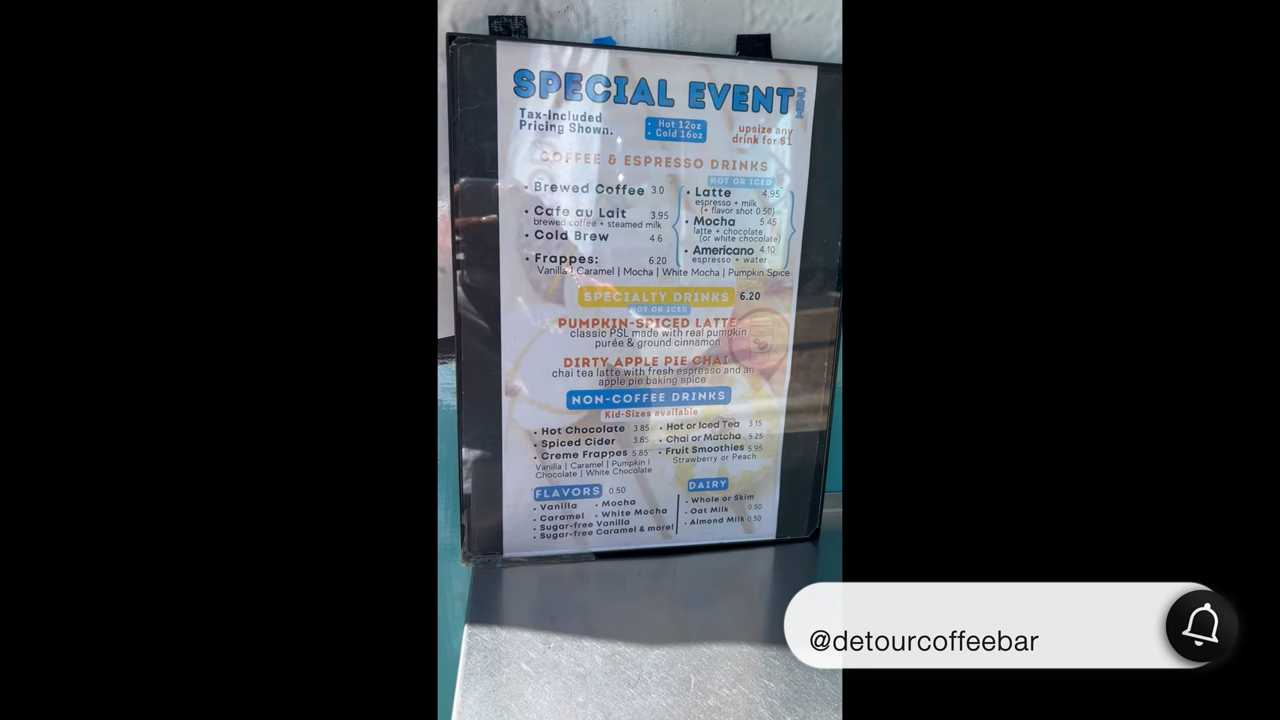 SPECIAL EVENT
MENU
Tax-Included
Pricing Shown.
• Hot 12oz
• Cold 16oz
upsize any
drink for $1
COFFEE & ESPRESSO DRINKS
• Brewed Coffee 3.0
• Cafe au Lait 3.95
brewed coffee + steamed milk
• Cold Brew 4.6
• Frappes: 6.20
Vanilla | Caramel | Mocha | White Mocha | Pumpkin Spice
HOT OR ICED
• Latte 4.95
espresso + milk
(+ flavor shot 0.50)
• Mocha 5.45
latte + chocolate
(or white chocolate)
• Americano 4.10
espresso + water
SPECIALTY DRINKS 6.20
HOT OR ICED
PUMPKIN-SPICED LATTE
classic PSL made with real pumpkin
purée & ground cinnamon
DIRTY APPLE PIE CHAI
chai tea latte with fresh espresso and an
apple pie baking spice
NON-COFFEE DRINKS
Kid-Sizes available
• Hot Chocolate 3.85
• Spiced Cider 3.85
• Creme Frappes 5.85
Vanilla | Caramel | Pumpkin |
Chocolate | White Chocolate
• Hot or Iced Tea 3.15
• Chai or Matcha 5.25
• Fruit Smoothies 5.95
Strawberry or Peach
FLAVORS 0.50
• Vanilla
• Caramel
• Mocha
• White Mocha
• Sugar-free Vanilla
• Sugar-free Caramel & more!
DAIRY
• Whole or Skim
• Oat Milk 0.50
• Almond Milk 0.50
@detourcoffeebar